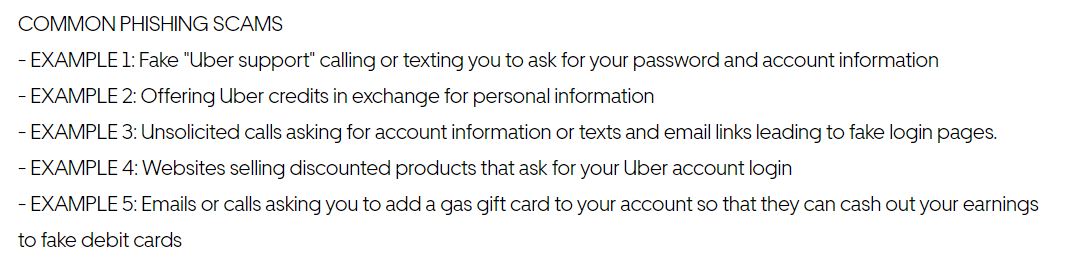 COMMON PHISHING SCAMS
- EXAMPLE 1: Fake "Uber support" calling or texting you to ask for your password and account information
- EXAMPLE 2: Offering Uber credits in exchange for personal information
- EXAMPLE 3: Unsolicited calls asking for account information or texts and email links leading to fake login pages.
- EXAMPLE 4: Websites selling discounted products that ask for your Uber account login
- EXAMPLE 5: Emails or calls asking you to add a gas gift card to your account so that they can cash out your earnings
to fake debit cards